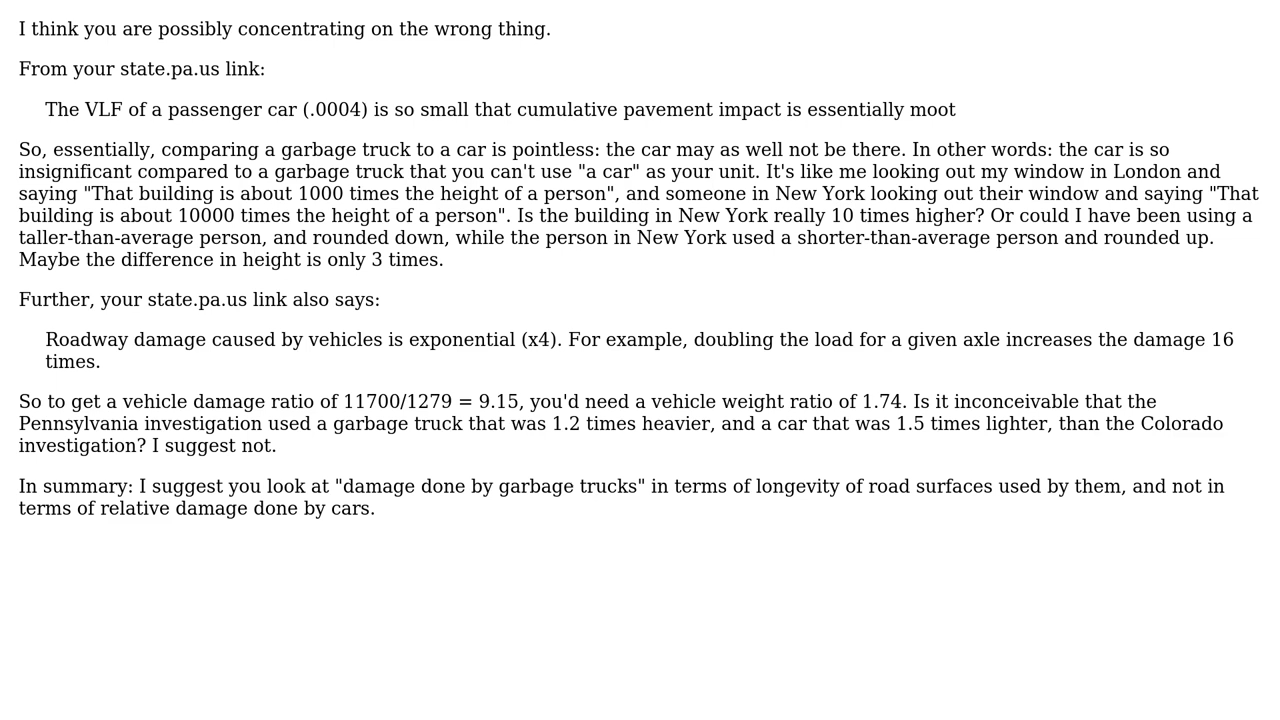 I think you are possibly concentrating on the wrong thing.
From your state.pa.us link:
The VLF of a passenger car (.0004) is so small that cumulative pavement impact is essentially moot
So, essentially, comparing a garbage truck to a car is pointless: the car may as well not be there. In other words: the car is so
insignificant compared to a garbage truck that you can't use "a car" as your unit. It's like me looking out my window in London and
saying "That building is about 1000 times the height of a person", and someone in New York looking out their window and saying "That
building is about 10000 times the height of a person". Is the building in New York really 10 times higher? Or could I have been using a
taller-than-average person, and rounded down, while the person in New York used a shorter-than-average person and rounded up.
Maybe the difference in height is only 3 times.
Further, your state.pa.us link also says:
Roadway damage caused by vehicles is exponential (x4). For example, doubling the load for a given axle increases the damage 16
times.
So to get a vehicle damage ratio of 11700/1279 = 9.15, you'd need a vehicle weight ratio of 1.74. Is it inconceivable that the
Pennsylvania investigation used a garbage truck that was 1.2 times heavier, and a car that was 1.5 times lighter, than the Colorado
investigation? I suggest not.
In summary: I suggest you look at "damage done by garbage trucks" in terms of longevity of road surfaces used by them, and not in
terms of relative damage done by cars.